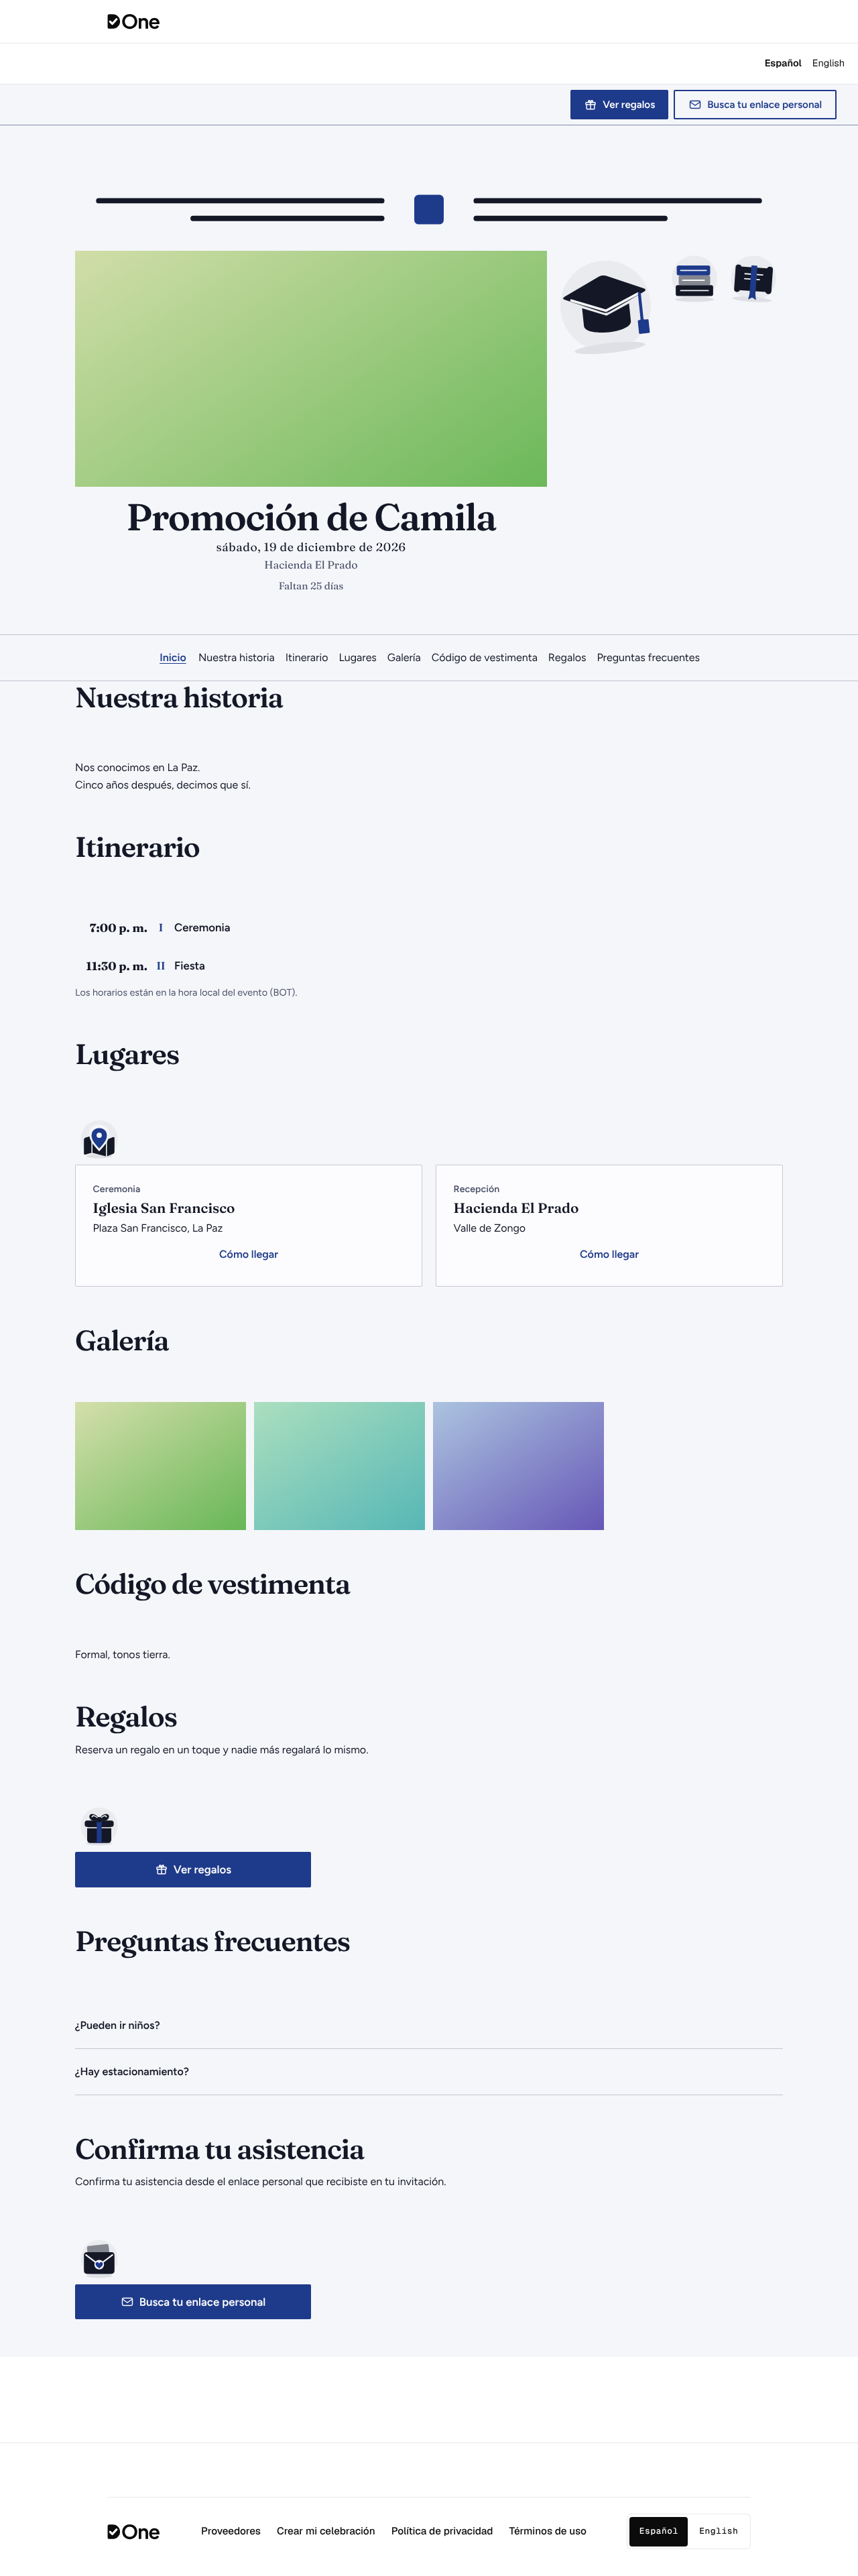 One
Español English
Ver regalos Busca tu enlace personal
Promoción de Camila
sábado, 19 de diciembre de 2026
Hacienda El Prado
Faltan 25 días
Inicio Nuestra historia Itinerario Lugares Galería Código de vestimenta Regalos Preguntas frecuentes
Nuestra historia
Nos conocimos en La Paz.
Cinco años después, decimos que sí.
Itinerario
7:00 p. m. I Ceremonia
11:30 p. m. II Fiesta
Los horarios están en la hora local del evento (BOT).
Lugares
Ceremonia
Iglesia San Francisco
Plaza San Francisco, La Paz
Cómo llegar
Recepción
Hacienda El Prado
Valle de Zongo
Cómo llegar
Galería
Código de vestimenta
Formal, tonos tierra.
Regalos
Reserva un regalo en un toque y nadie más regalará lo mismo.
Ver regalos
Preguntas frecuentes
¿Pueden ir niños?
¿Hay estacionamiento?
Confirma tu asistencia
Confirma tu asistencia desde el enlace personal que recibiste en tu invitación.
Busca tu enlace personal
One Proveedores Crear mi celebración Política de privacidad Términos de uso Español English